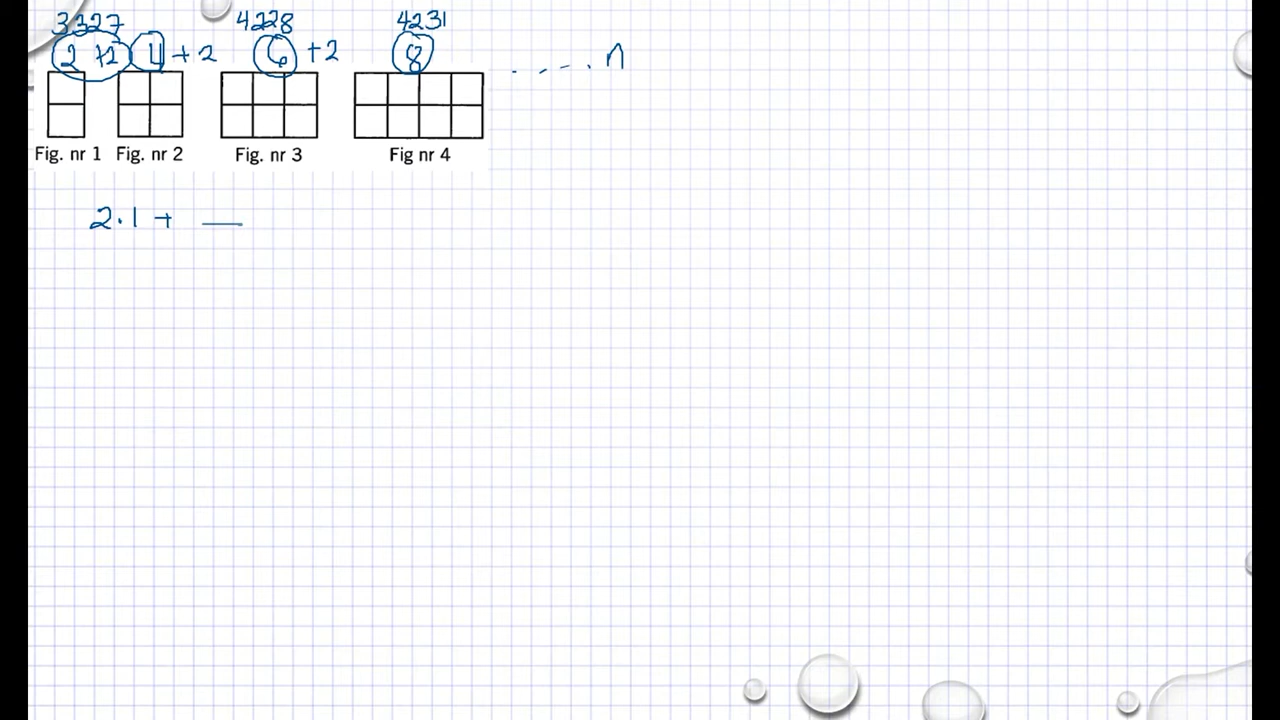 3327 4228 4231
2 +2 4 + 2 6 +2 8 ..... n
Fig. nr 1 Fig. nr 2 Fig. nr 3 Fig nr 4
2·1 + __